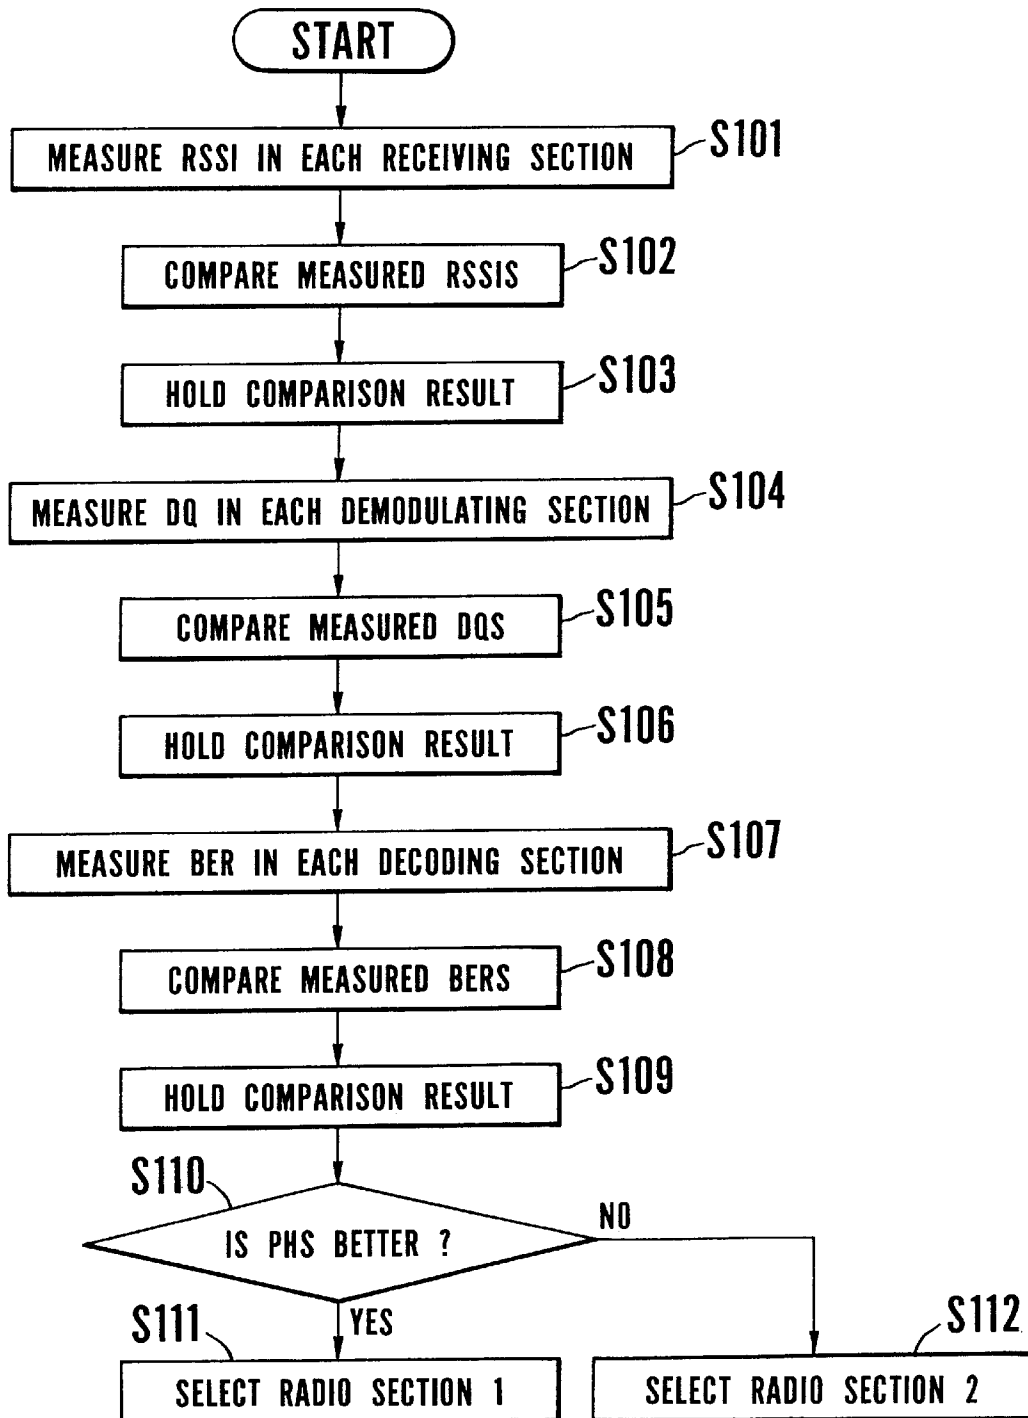 START
MEASURE RSSI IN EACH RECEIVING SECTION
S101
COMPARE MEASURED RSSIS
S102
HOLD COMPARISON RESULT
S103
MEASURE DQ IN EACH DEMODULATING SECTION
S104
COMPARE MEASURED DQS
S105
HOLD COMPARISON RESULT
S106
MEASURE BER IN EACH DECODING SECTION
S107
COMPARE MEASURED BERS
S108
HOLD COMPARISON RESULT
S109
S110
IS PHS BETTER ?
NO
YES
S111
SELECT RADIO SECTION 1
S112
SELECT RADIO SECTION 2